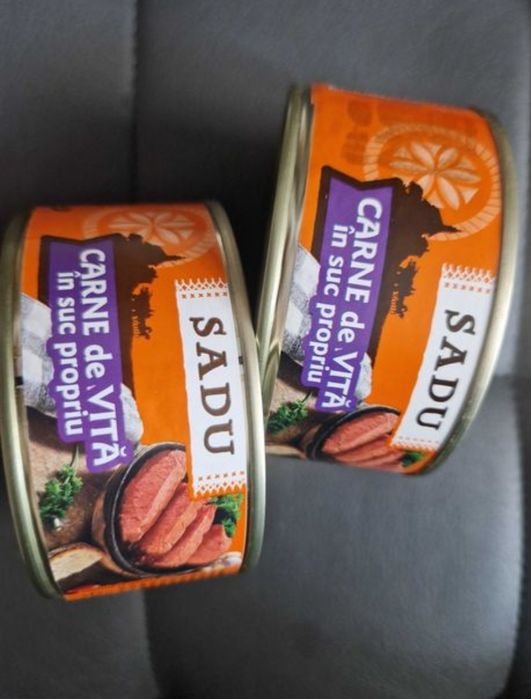 SADU
CARNE de VITĂ
în suc propriu
SADU
CARNE de VITĂ
în suc propriu